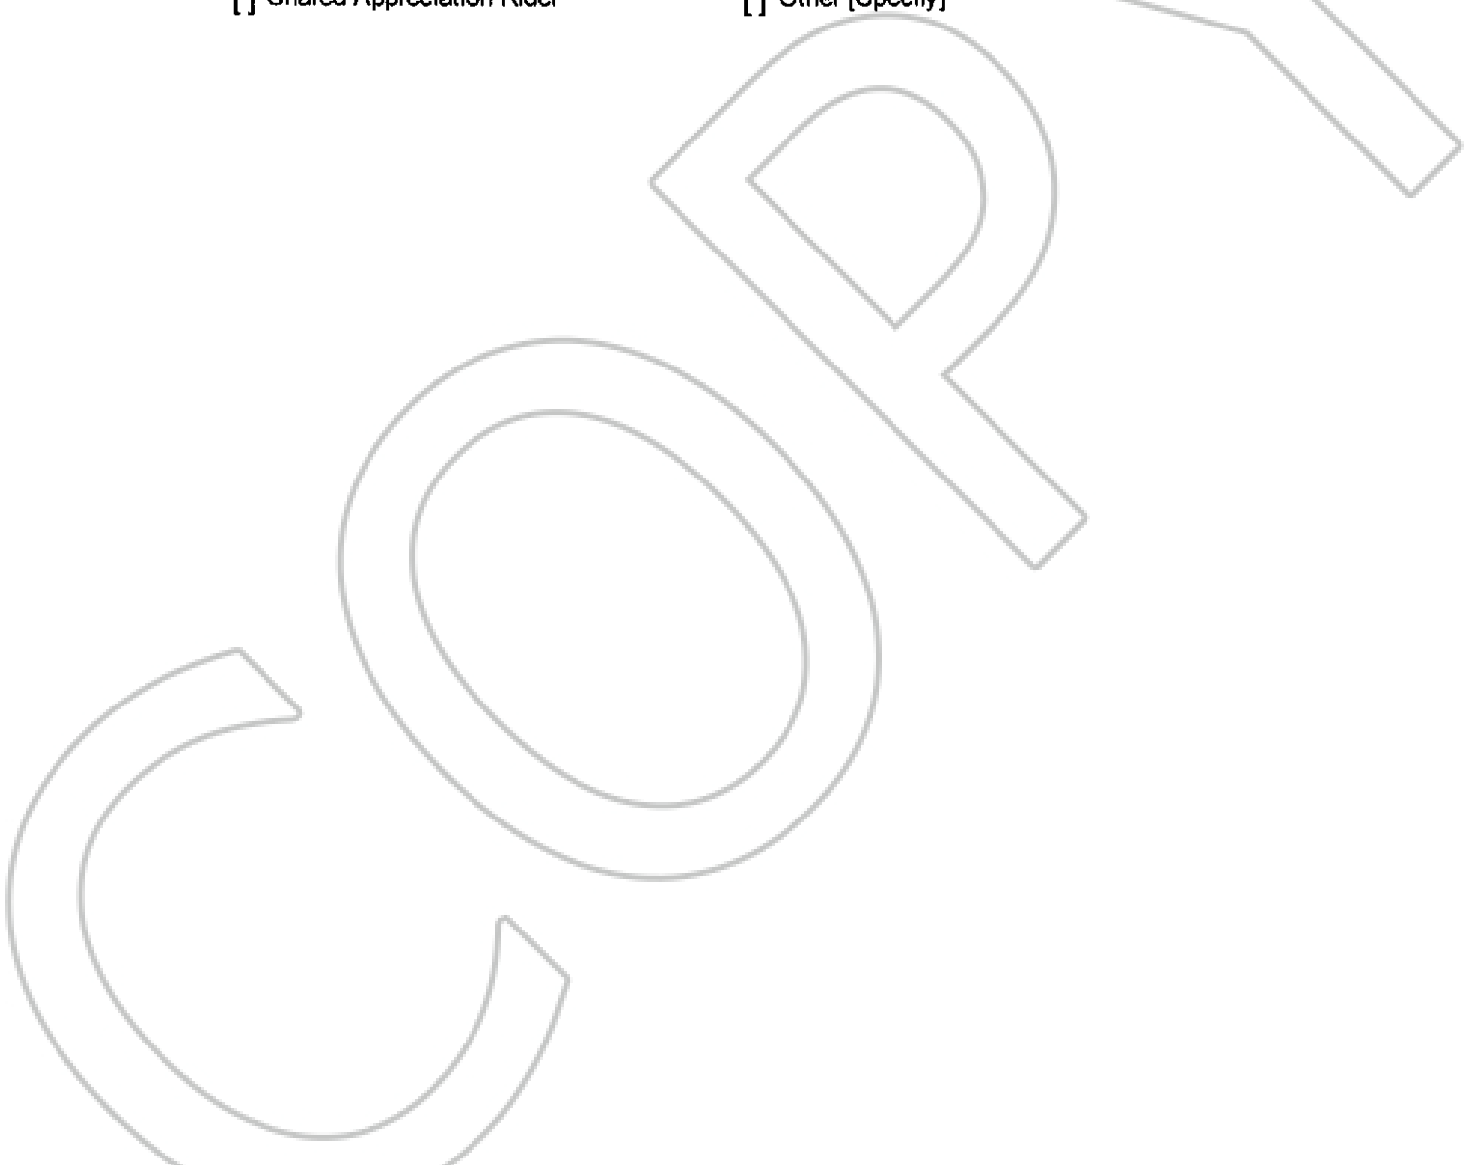 [ ] Shared Appreciation Rider [ ] Other [Specify]
COPY